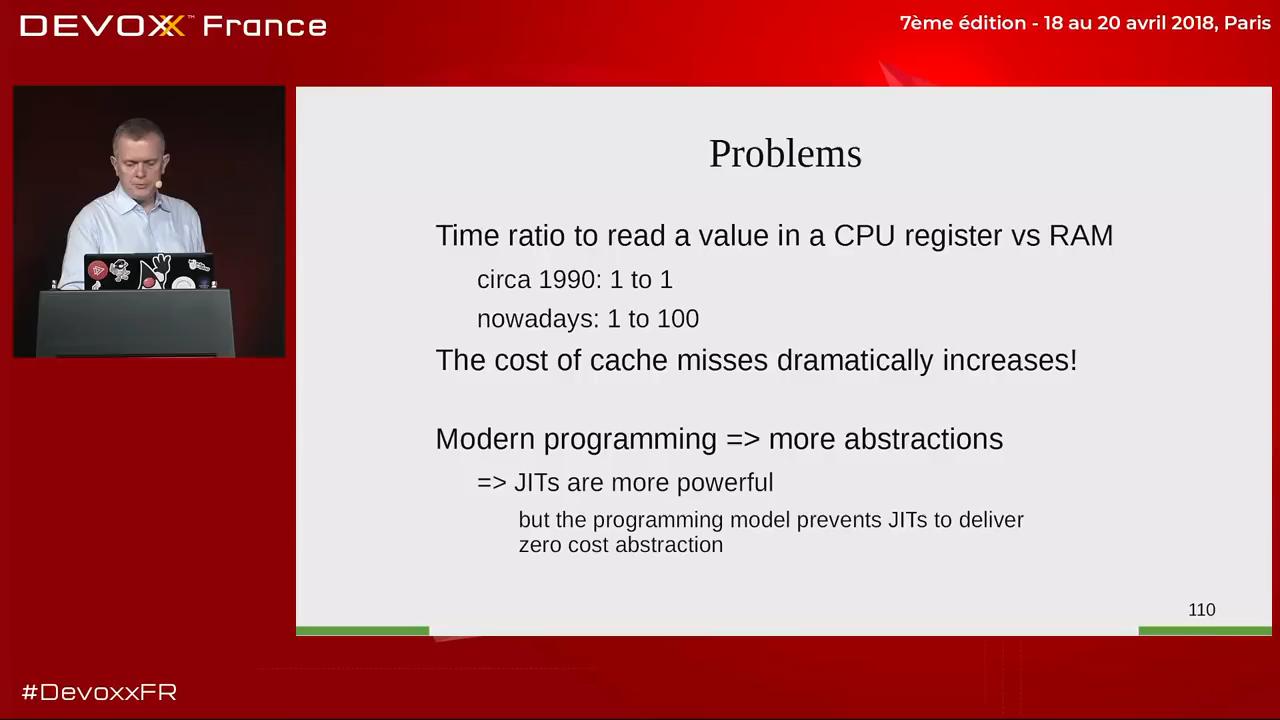 DEVOXX™ France
7ème édition - 18 au 20 avril 2018, Paris
Problems
Time ratio to read a value in a CPU register vs RAM
circa 1990: 1 to 1
nowadays: 1 to 100
The cost of cache misses dramatically increases!
Modern programming => more abstractions
=> JITs are more powerful
but the programming model prevents JITs to deliver
zero cost abstraction
110
#DevoxxFR